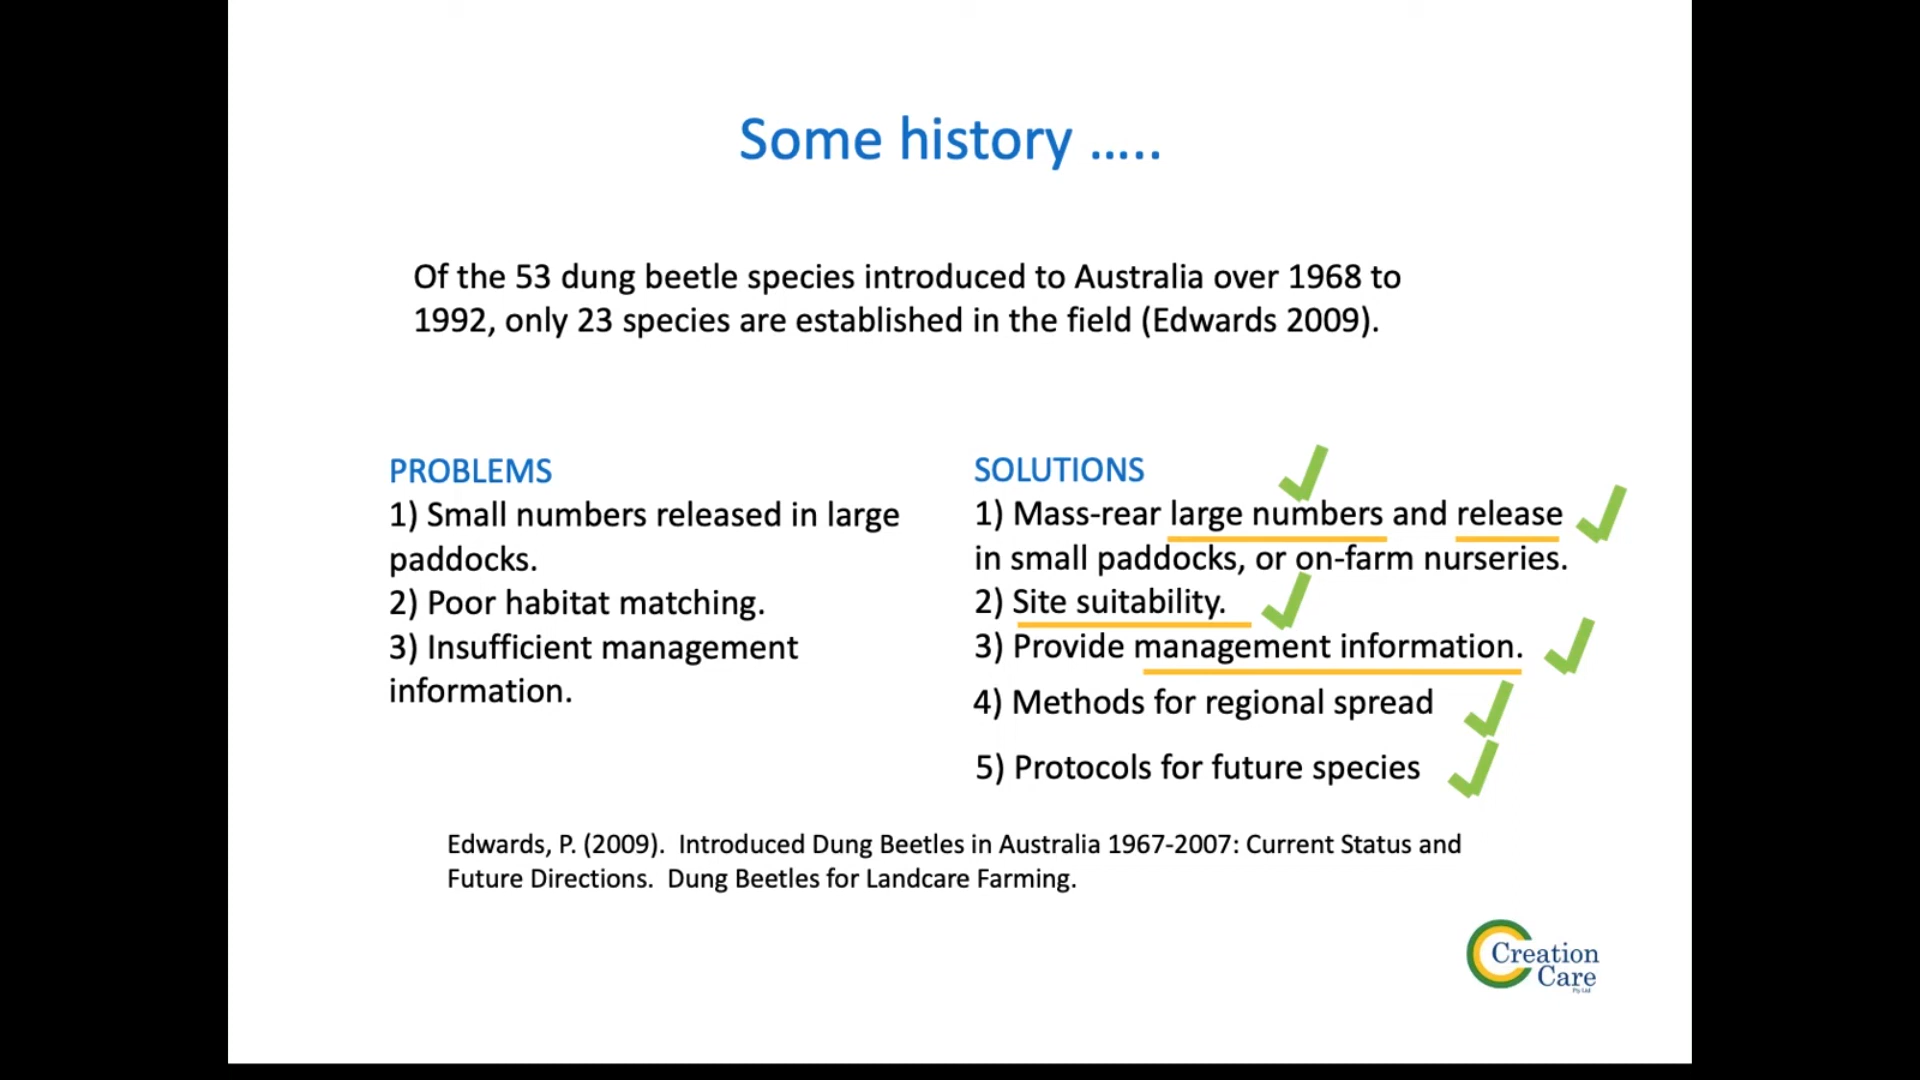 Some history .....
Of the 53 dung beetle species introduced to Australia over 1968 to
1992, only 23 species are established in the field (Edwards 2009).
PROBLEMS
1) Small numbers released in large
paddocks.
2) Poor habitat matching.
3) Insufficient management
information.
SOLUTIONS
1) Mass-rear large numbers and release
in small paddocks, or on-farm nurseries.
2) Site suitability.
3) Provide management information.
4) Methods for regional spread
5) Protocols for future species
Edwards, P. (2009).  Introduced Dung Beetles in Australia 1967-2007: Current Status and
Future Directions.  Dung Beetles for Landcare Farming.
Creation
Care
Pty Ltd